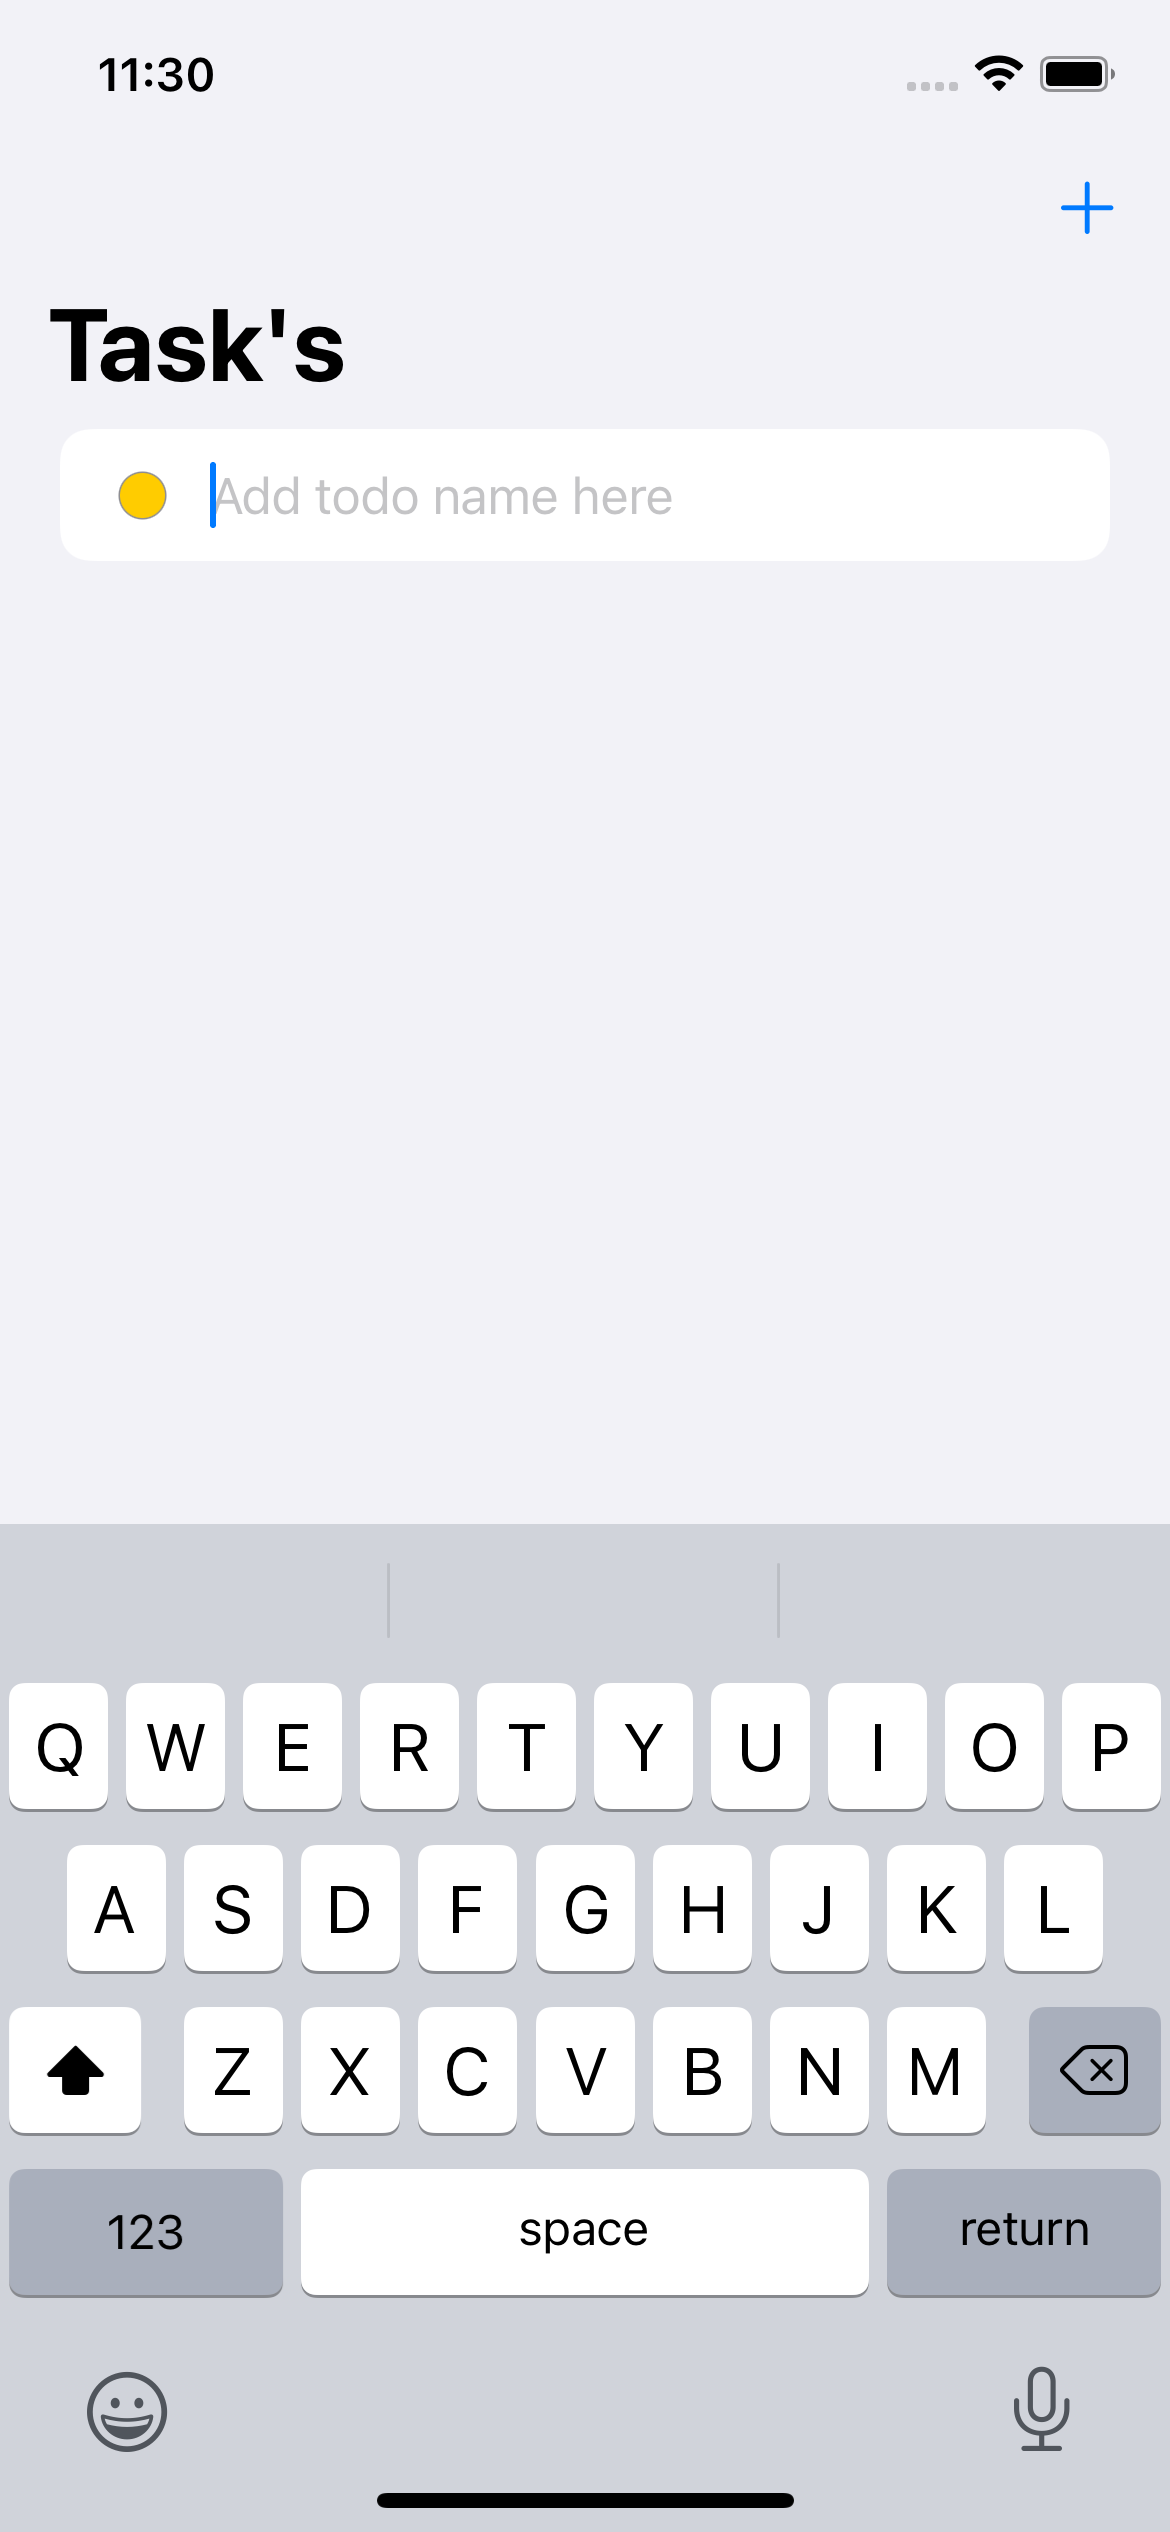 11:30
Task's
Add todo name here
Q W E R T Y U I O P
A S D F G H J K L
Z X C V B N M
123 space return